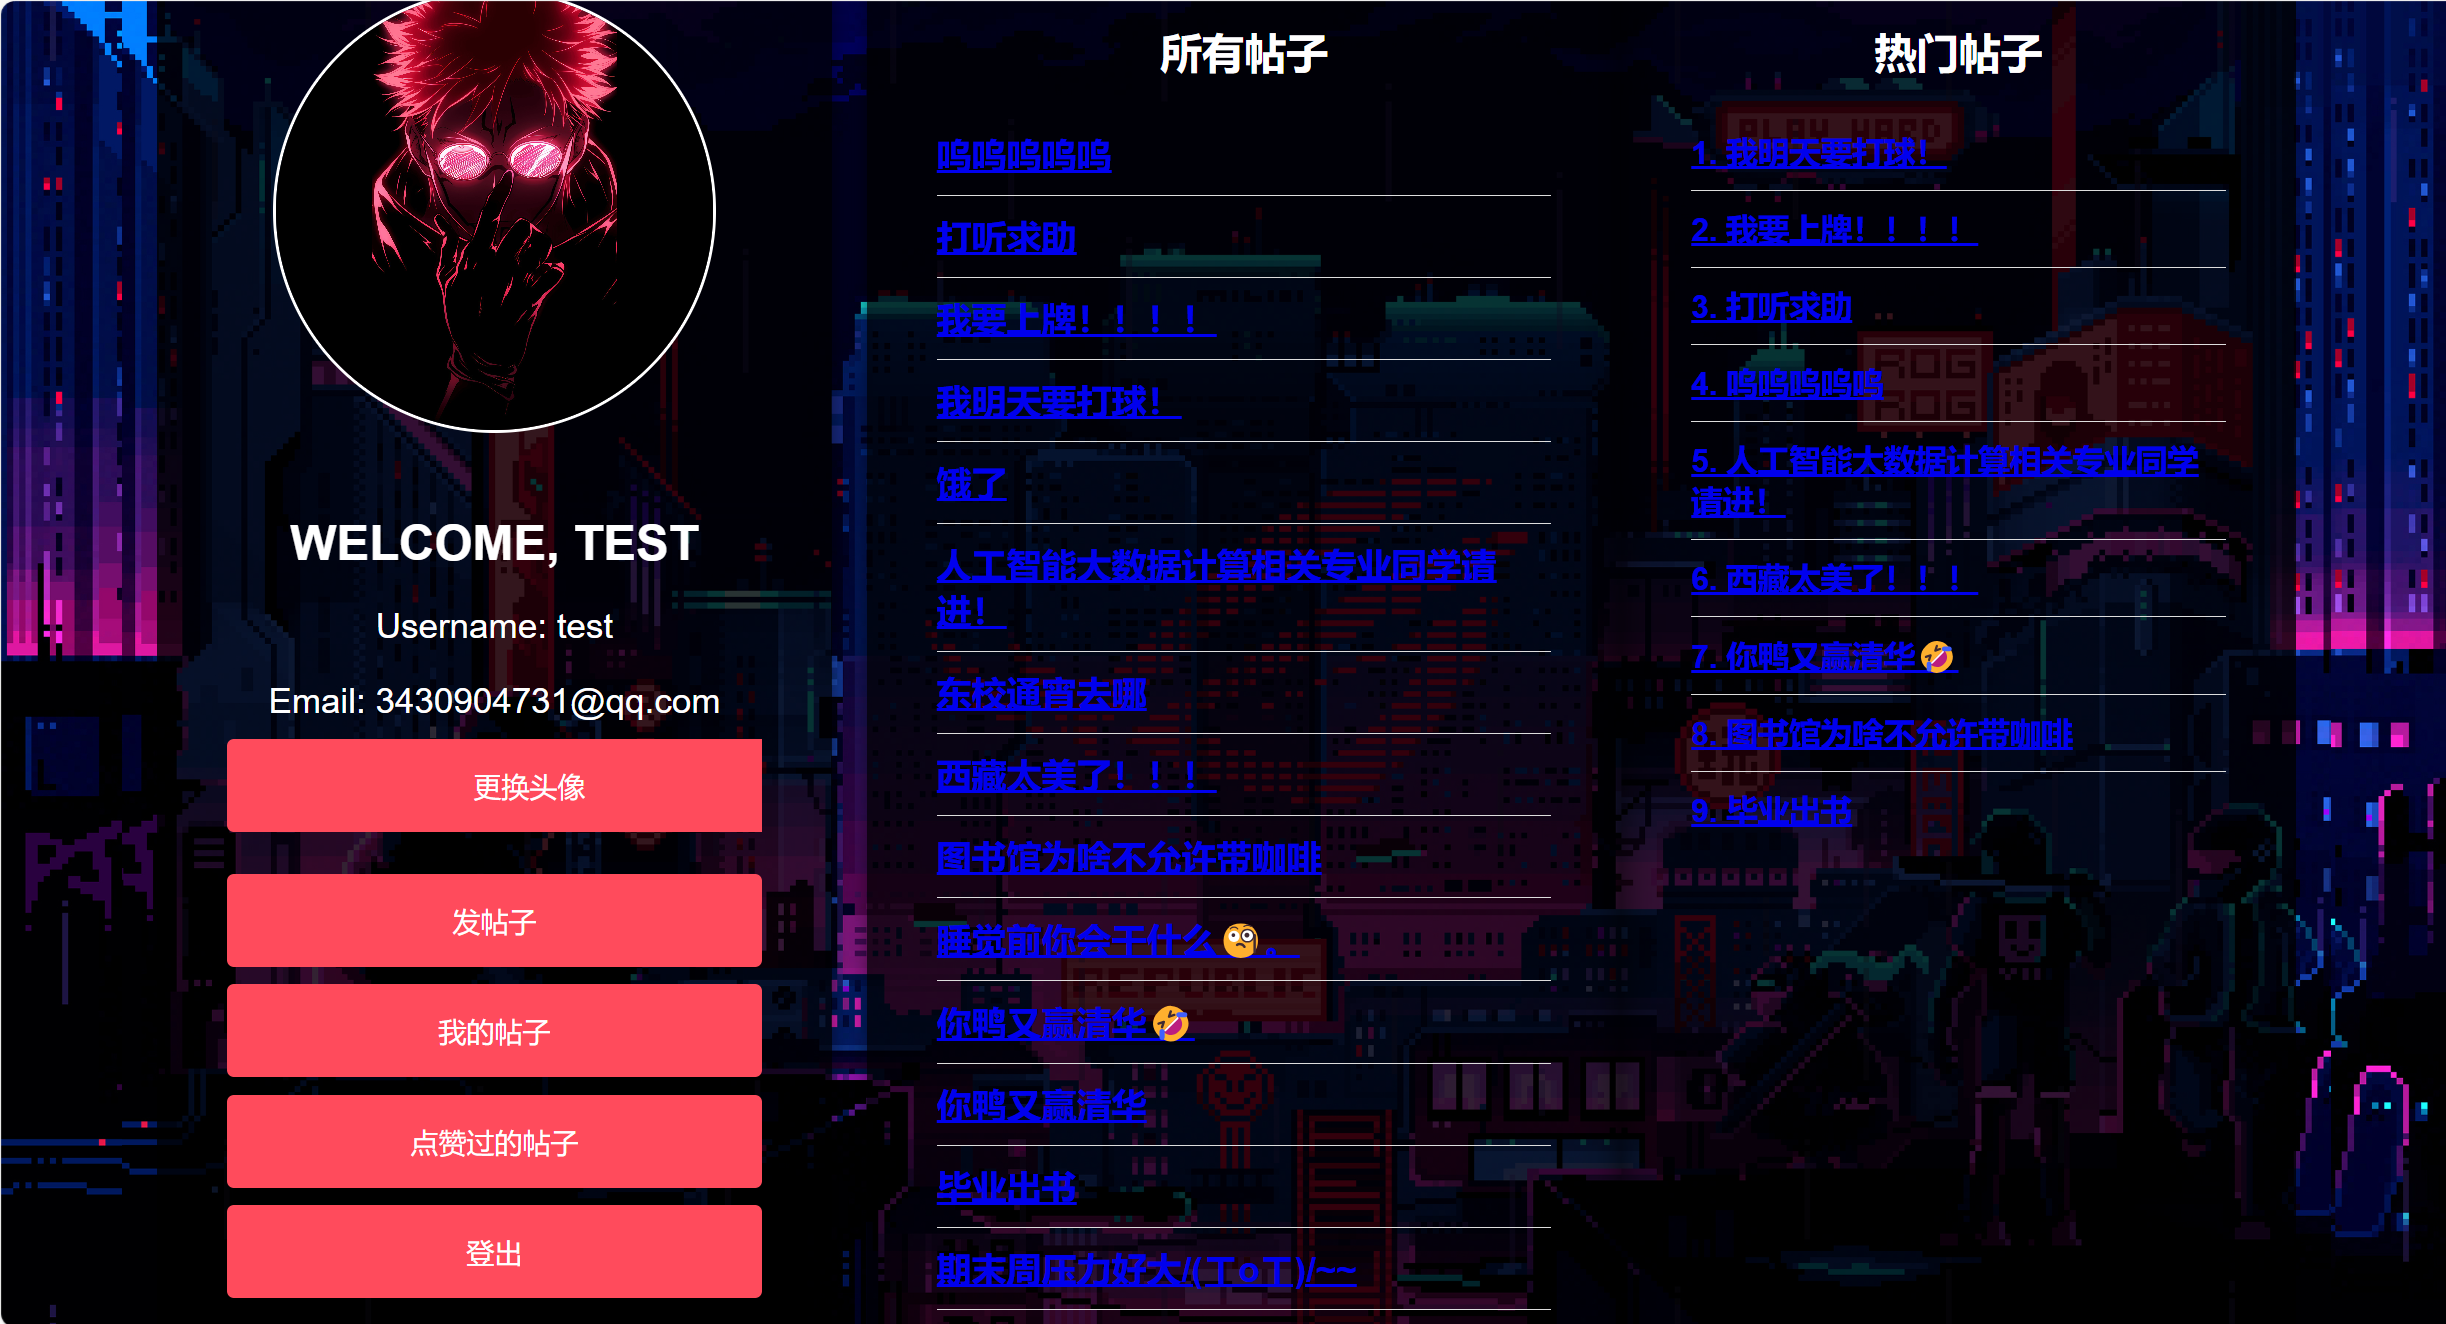 WELCOME, TEST
Username: test
Email: 3430904731@qq.com
更换头像
发帖子
我的帖子
点赞过的帖子
登出
所有帖子
呜呜呜呜呜
打听求助
我要上牌！！！！
我明天要打球！
饿了
人工智能大数据计算相关专业同学请
进！
东校通宵去哪
西藏太美了！！！
图书馆为啥不允许带咖啡
睡觉前你会干什么🧐。
你鸭又赢清华🤣
你鸭又赢清华
毕业出书
期末周压力好大/(ToT)/~~
热门帖子
PLAY HARD
1. 我明天要打球！
2. 我要上牌！！！！
3. 打听求助
4. 呜呜呜呜呜
5. 人工智能大数据计算相关专业同学
请进！
6. 西藏太美了！！！
7. 你鸭又赢清华🤣
8. 图书馆为啥不允许带咖啡
9. 毕业出书
REPUBLIC